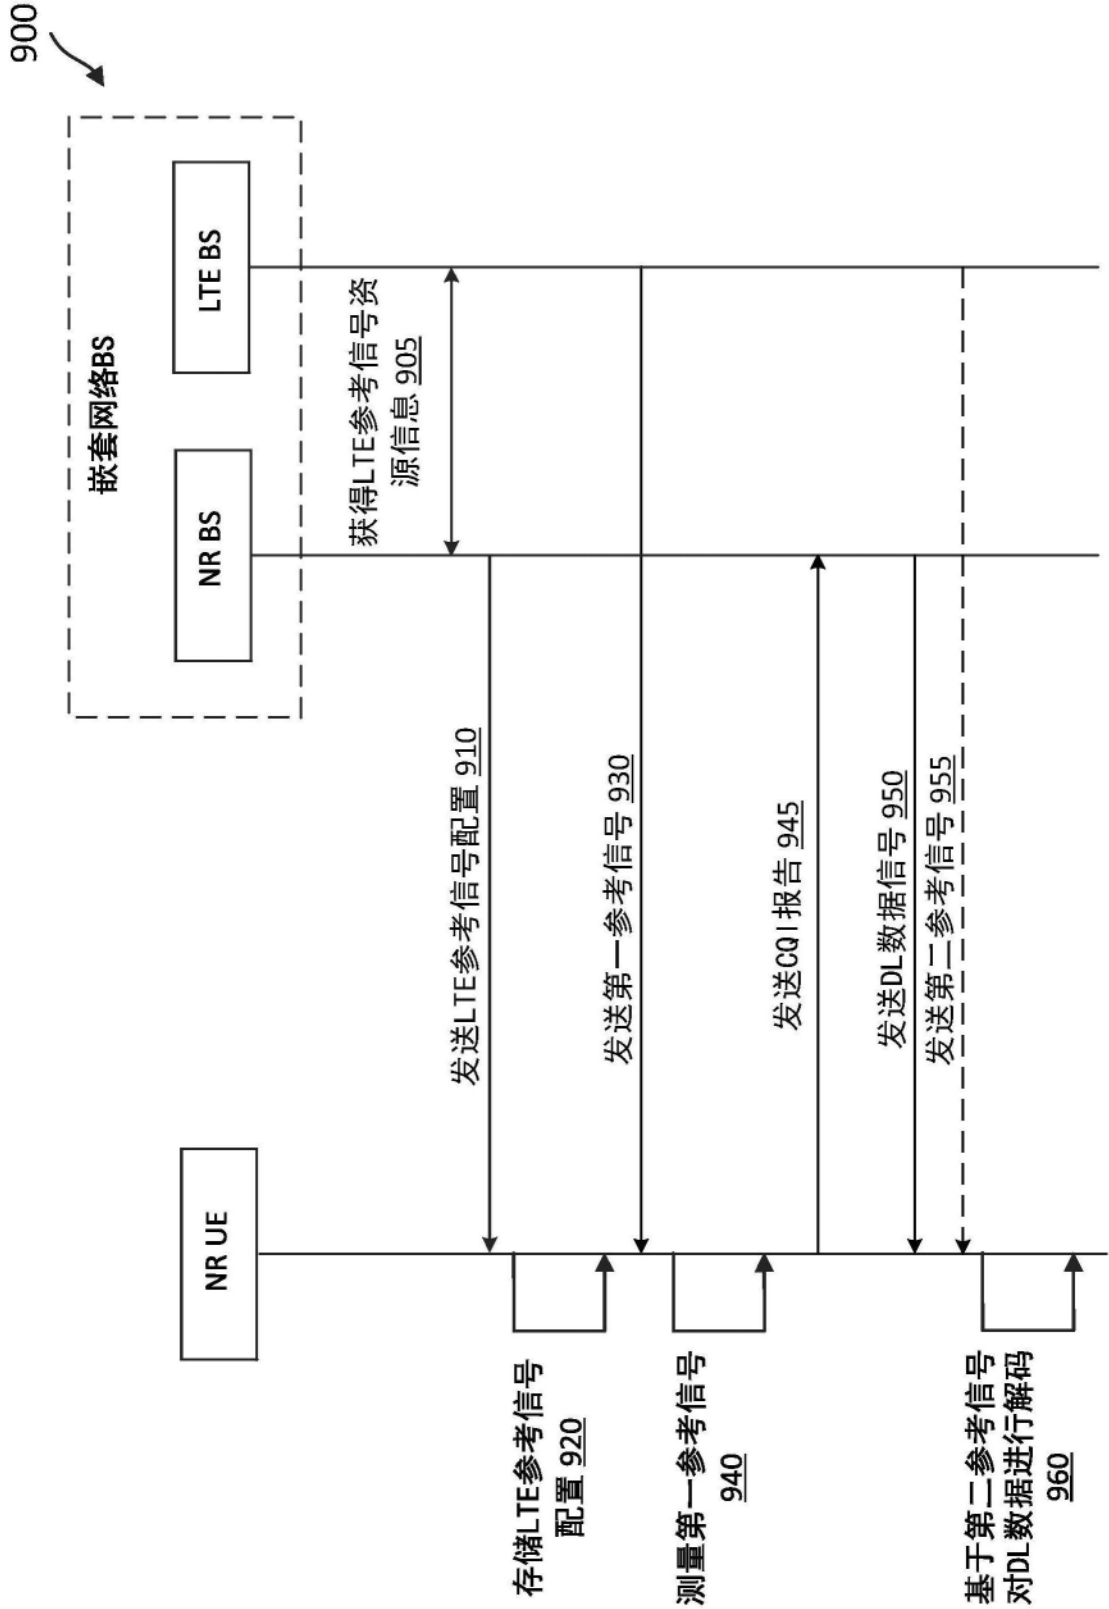 900
嵌套网络BS
NR UE
NR BS
LTE BS
获得LTE参考信号资
源信息 905
发送LTE参考信号配置 910
存储LTE参考信号
配置 920
发送第一参考信号 930
测量第一参考信号
940
发送CQI报告 945
发送DL数据信号 950
发送第二参考信号 955
基于第二参考信号
对DL数据进行解码
960